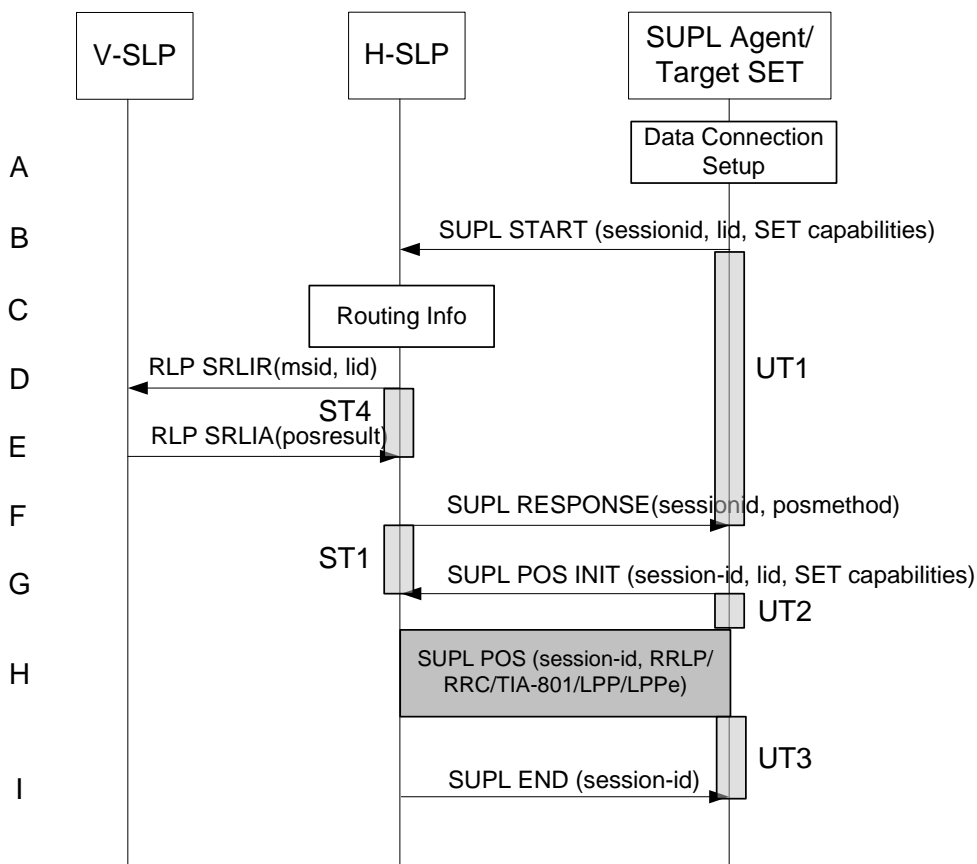 V-SLP
H-SLP
SUPL Agent/
Target SET
A
Data Connection
Setup
B
SUPL START (sessionid, lid, SET capabilities)
C
Routing Info
D
RLP SRLIR(msid, lid)
UT1
ST4
E
RLP SRLIA(posresult)
F
SUPL RESPONSE(sessionid, posmethod)
ST1
G
SUPL POS INIT (session-id, lid, SET capabilities)
UT2
H
SUPL POS (session-id, RRLP/
RRC/TIA-801/LPP/LPPe)
UT3
I
SUPL END (session-id)